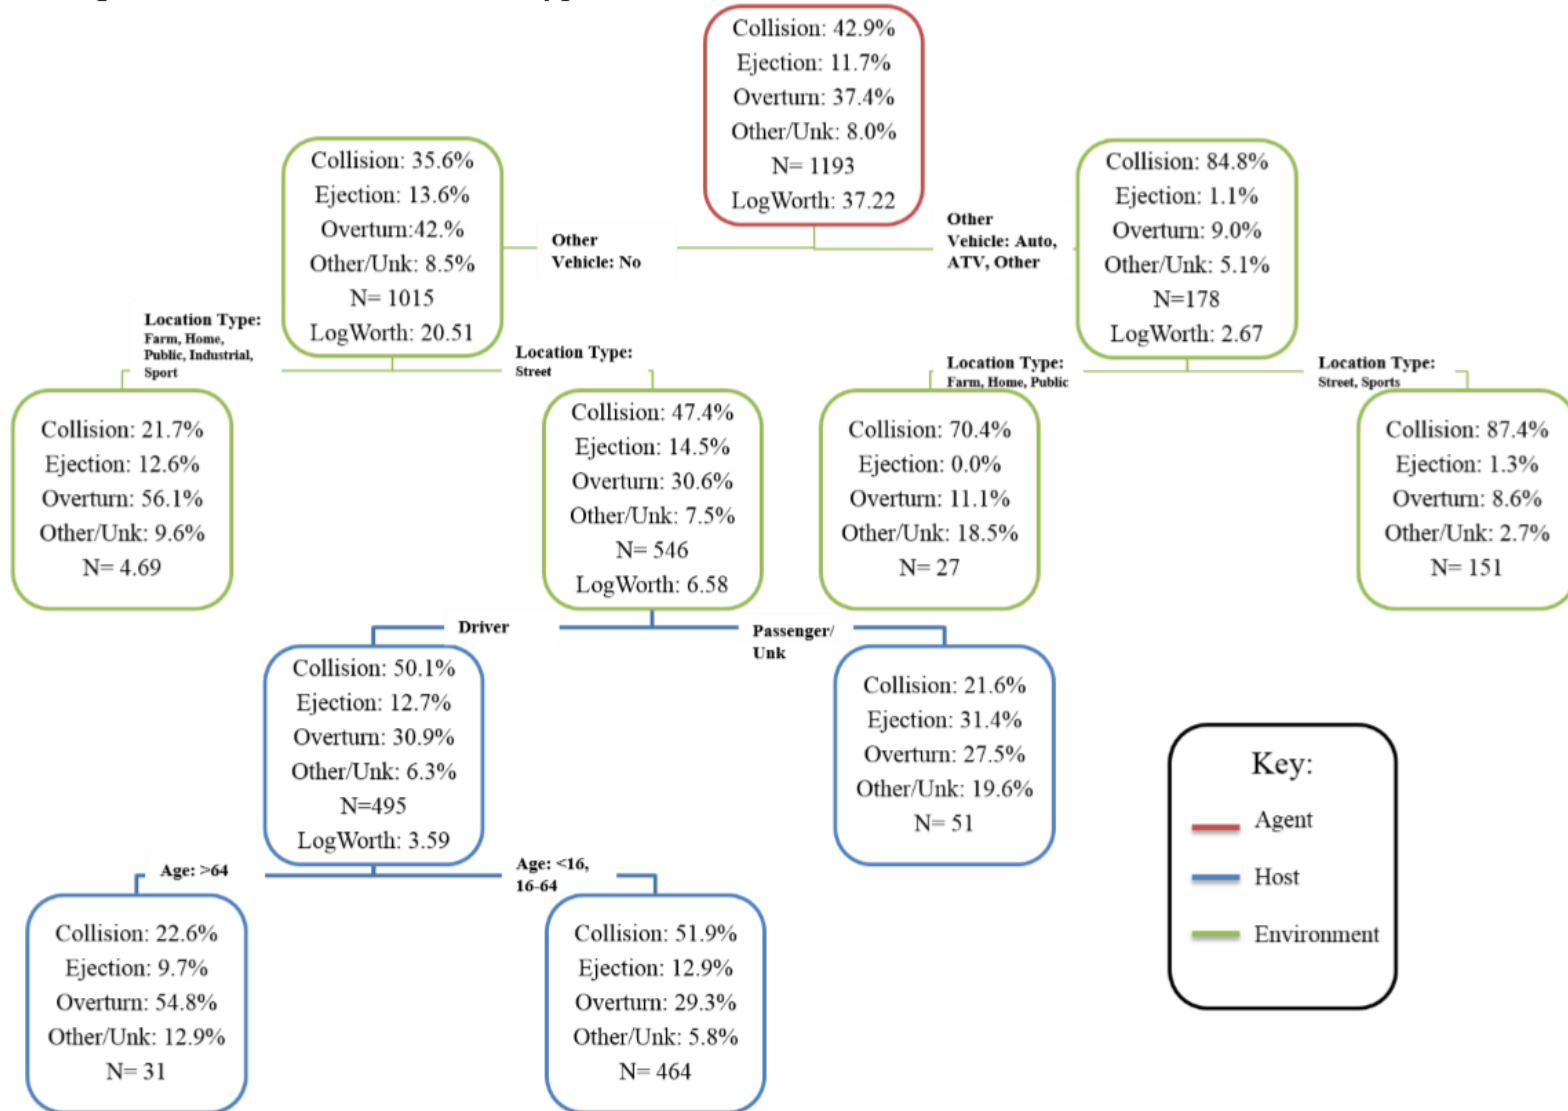 Collision: 42.9%
Ejection: 11.7%
Overturn: 37.4%
Other/Unk: 8.0%
N= 1193
LogWorth: 37.22
Collision: 35.6%
Ejection: 13.6%
Overturn:42.%
Other/Unk: 8.5%
N= 1015
LogWorth: 20.51
Other
Vehicle: No
Other
Vehicle: Auto,
ATV, Other
Collision: 84.8%
Ejection: 1.1%
Overturn: 9.0%
Other/Unk: 5.1%
N=178
LogWorth: 2.67
Location Type:
Farm, Home,
Public, Industrial,
Sport
Location Type:
Street
Location Type:
Farm, Home, Public
Location Type:
Street, Sports
Collision: 21.7%
Ejection: 12.6%
Overturn: 56.1%
Other/Unk: 9.6%
N= 4.69
Collision: 47.4%
Ejection: 14.5%
Overturn: 30.6%
Other/Unk: 7.5%
N= 546
LogWorth: 6.58
Collision: 70.4%
Ejection: 0.0%
Overturn: 11.1%
Other/Unk: 18.5%
N= 27
Collision: 87.4%
Ejection: 1.3%
Overturn: 8.6%
Other/Unk: 2.7%
N= 151
Driver
Passenger/
Unk
Collision: 50.1%
Ejection: 12.7%
Overturn: 30.9%
Other/Unk: 6.3%
N=495
LogWorth: 3.59
Collision: 21.6%
Ejection: 31.4%
Overturn: 27.5%
Other/Unk: 19.6%
N= 51
Age: >64
Age: <16,
16-64
Collision: 22.6%
Ejection: 9.7%
Overturn: 54.8%
Other/Unk: 12.9%
N= 31
Collision: 51.9%
Ejection: 12.9%
Overturn: 29.3%
Other/Unk: 5.8%
N= 464
Key:
Agent
Host
Environment